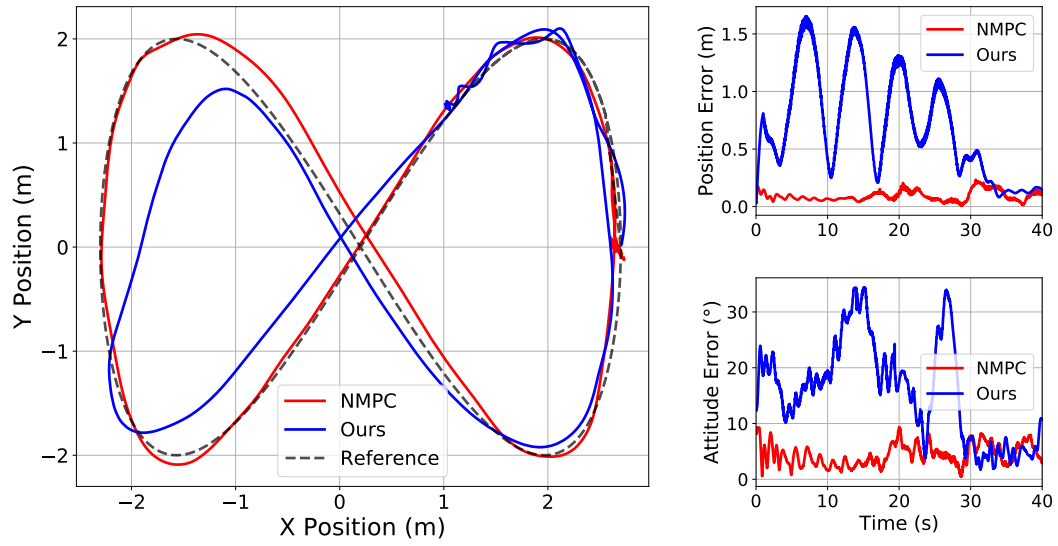 2
1
0
−1
−2
−2
−1
0
1
2
X Position (m)
Y Position (m)
NMPC
Ours
Reference
1.5
1.0
0.5
0.0
0
10
20
30
40
Position Error (m)
NMPC
Ours
30
20
10
0
0
10
20
30
40
Attitude Error (°)
Time (s)
NMPC
Ours